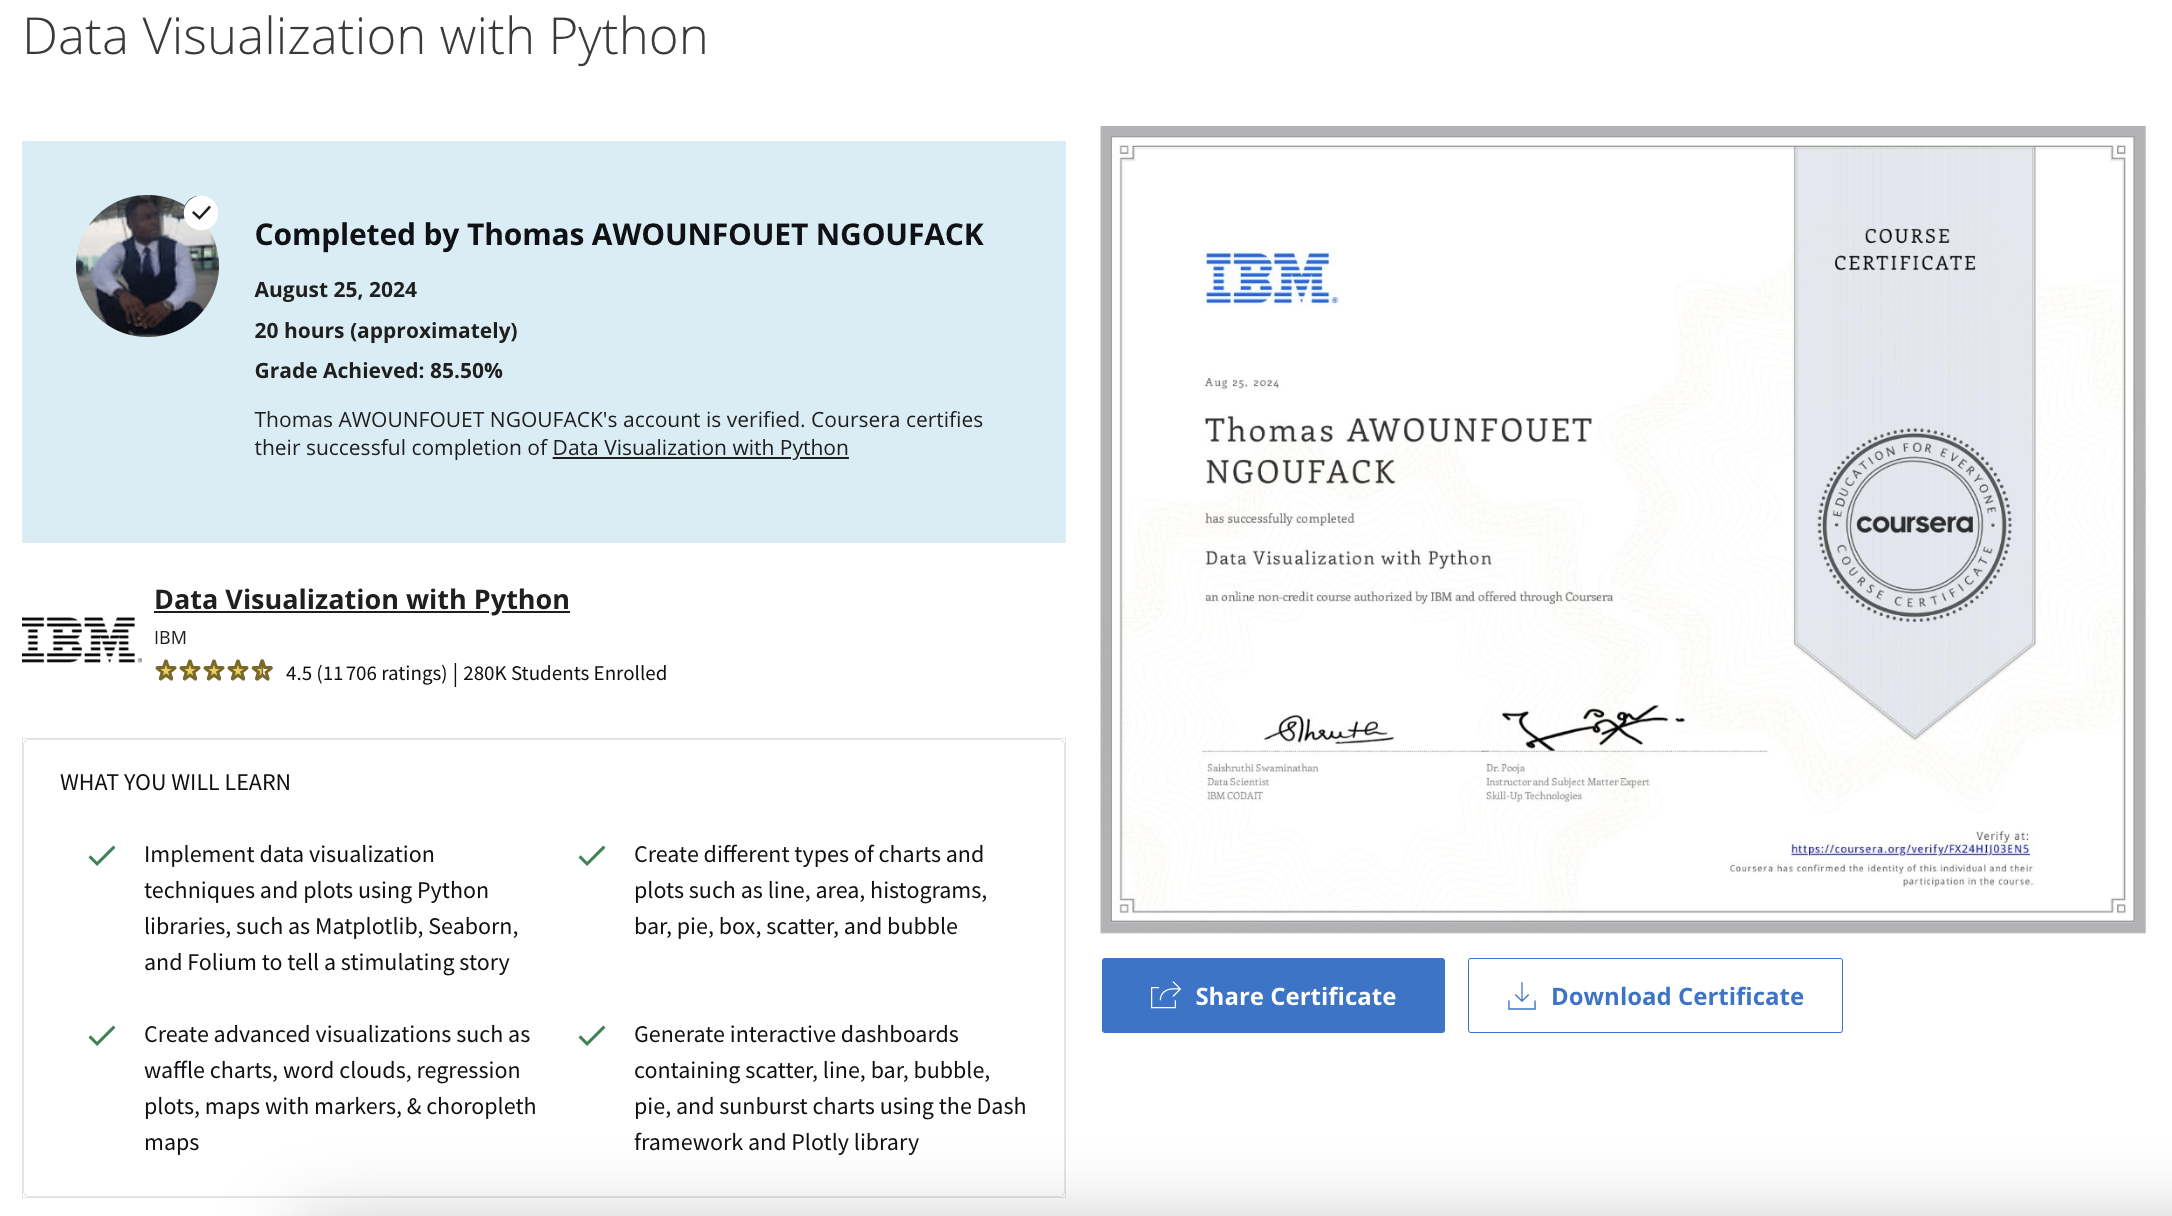 Data Visualization with Python
Completed by Thomas AWOUNFOUET NGOUFACK
August 25, 2024
20 hours (approximately)
Grade Achieved: 85.50%
Thomas AWOUNFOUET NGOUFACK's account is verified. Coursera certifies
their successful completion of Data Visualization with Python
IBM
Data Visualization with Python
IBM
4.5 (11 706 ratings) | 280K Students Enrolled
WHAT YOU WILL LEARN
Implement data visualization
techniques and plots using Python
libraries, such as Matplotlib, Seaborn,
and Folium to tell a stimulating story
Create different types of charts and
plots such as line, area, histograms,
bar, pie, box, scatter, and bubble
Create advanced visualizations such as
waffle charts, word clouds, regression
plots, maps with markers, & choropleth
maps
Generate interactive dashboards
containing scatter, line, bar, bubble,
pie, and sunburst charts using the Dash
framework and Plotly library
IBM
Aug 25, 2024
Thomas AWOUNFOUET
NGOUFACK
has successfully completed
Data Visualization with Python
an online non-credit course authorized by IBM and offered through Coursera
Saishruthi Swaminathan
Data Scientist
IBM CODAIT
Dr. Pooja
Instructor and Subject Matter Expert
Skill-Up Technologies
COURSE
CERTIFICATE
EDUCATION FOR EVERYONE
coursera
COURSE CERTIFICATE
Verify at:
https://coursera.org/verify/FX24HIJ03EN5
Coursera has confirmed the identity of this individual and their
participation in the course.
Share Certificate
Download Certificate